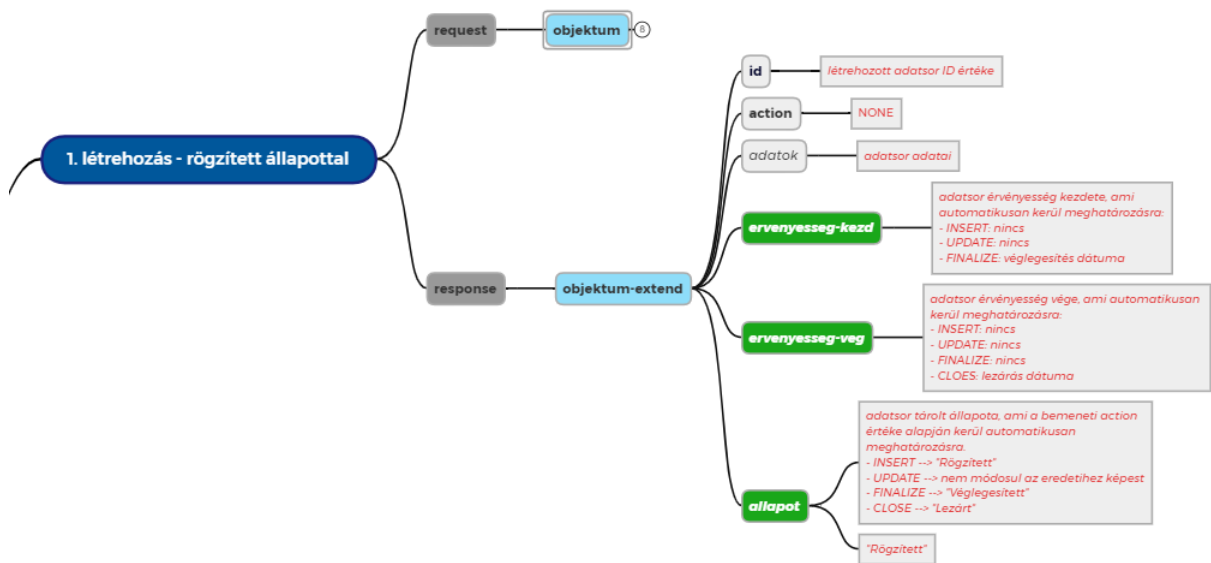 request
objektum
8
id
létrehozott adatsor ID értéke
action
NONE
1. létrehozás - rögzített állapottal
adatok
adatsor adatai
ervenyesseg-kezd
adatsor érvényesség kezdete, ami
automatikusan kerül meghatározásra:
- INSERT: nincs
- UPDATE: nincs
- FINALIZE: véglegesítés dátuma
response
objektum-extend
ervenyesseg-veg
adatsor érvényesség vége, ami automatikusan
kerül meghatározásra:
- INSERT: nincs
- UPDATE: nincs
- FINALIZE: nincs
- CLOES: lezárás dátuma
allapot
adatsor tárolt állapota, ami a bemeneti action
értéke alapján kerül automatikusan
meghatározásra.
- INSERT --> "Rögzített"
- UPDATE --> nem módosul az eredetihez képest
- FINALIZE --> "Véglegesített"
- CLOSE --> "Lezárt"
"Rögzített"